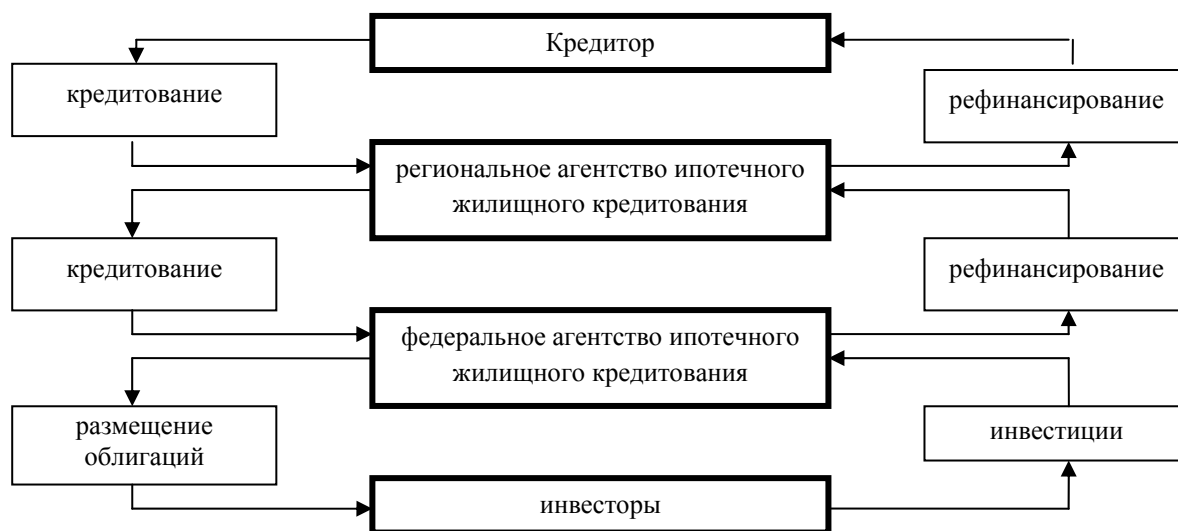 Кредитор
кредитование
рефинансирование
региональное агентство ипотечного
жилищного кредитования
кредитование
рефинансирование
федеральное агентство ипотечного
жилищного кредитования
размещение
облигаций
инвестиции
инвесторы